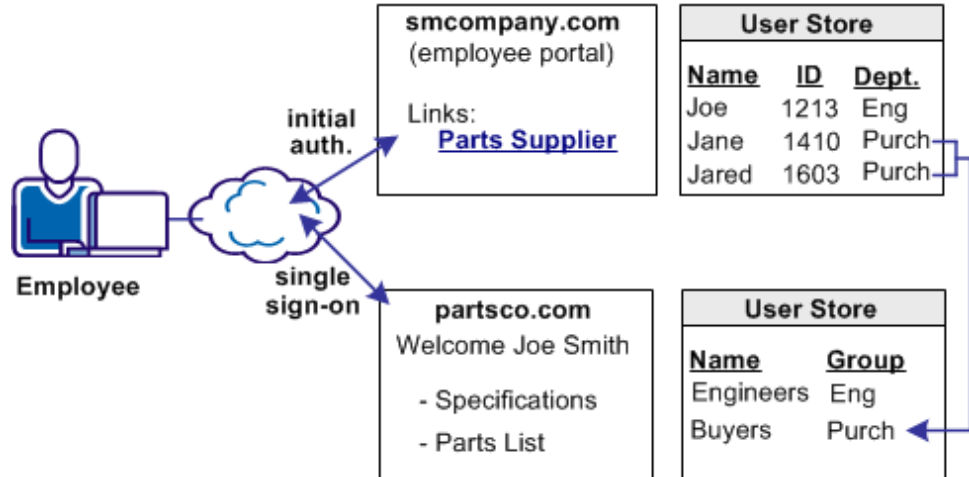 smcompany.com
(employee portal)
Links:
Parts Supplier
User Store
Name ID Dept.
Joe 1213 Eng
Jane 1410 Purch
Jared 1603 Purch
initial
auth.
Employee
single
sign-on
partsco.com
Welcome Joe Smith
- Specifications
- Parts List
User Store
Name Group
Engineers Eng
Buyers Purch